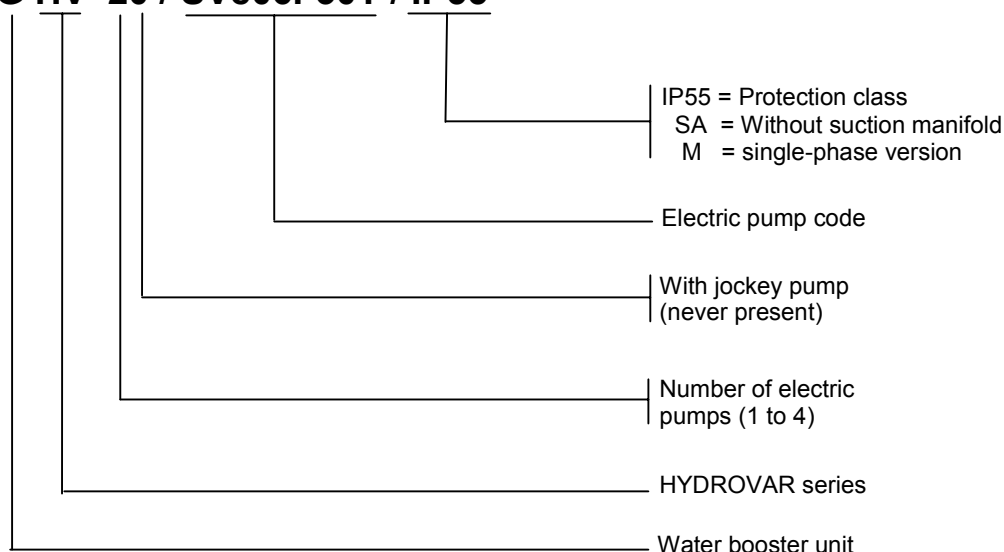 IP55 = Protection class
SA = Without suction manifold
M = single-phase version
Electric pump code
With jockey pump
(never present)
Number of electric
pumps (1 to 4)
HYDROVAR series
Water booster unit